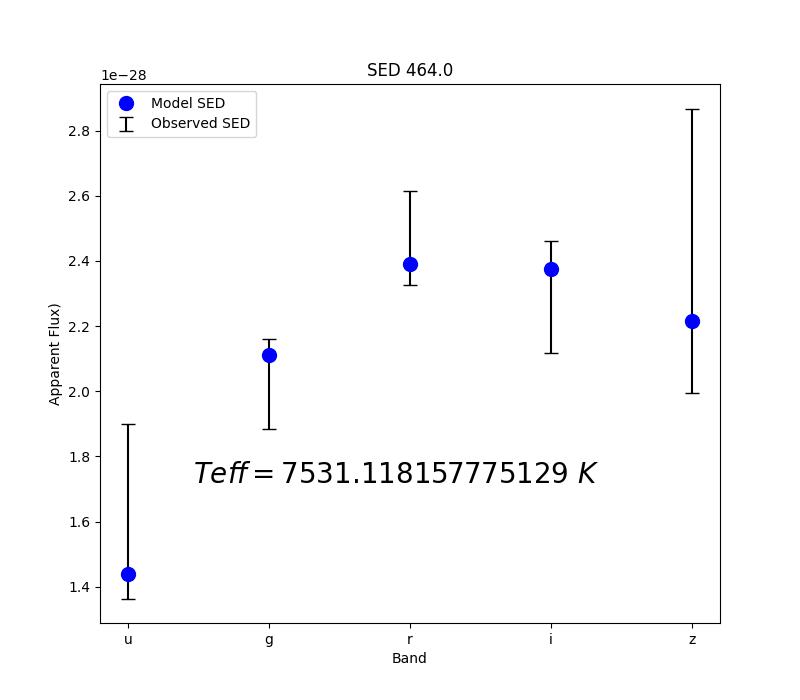 SED 464.0
1e−28
Model SED
Observed SED
2.8
2.6
2.4
2.2
2.0
1.8
1.6
1.4
Apparent Flux)
Teff = 7531.118157775129 K
u g r i z
Band